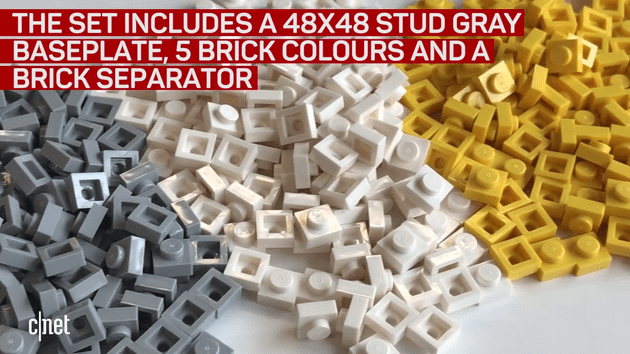 THE SET INCLUDES A 48X48 STUD GRAY
BASEPLATE, 5 BRICK COLOURS AND A
BRICK SEPARATOR
c|net